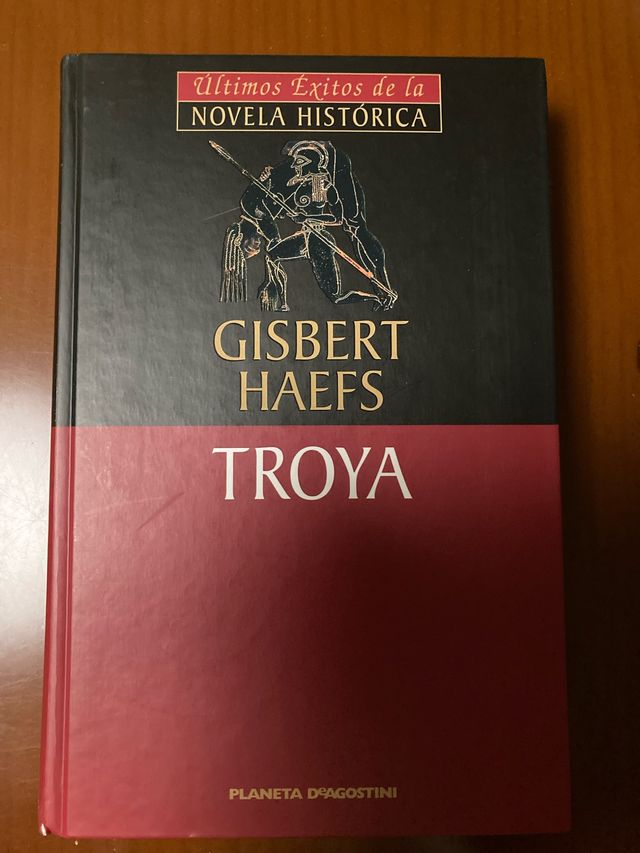 Últimos Éxitos de la
NOVELA HISTÓRICA
GISBERT
HAEFS
TROYA
PLANETA DeAGOSTINI